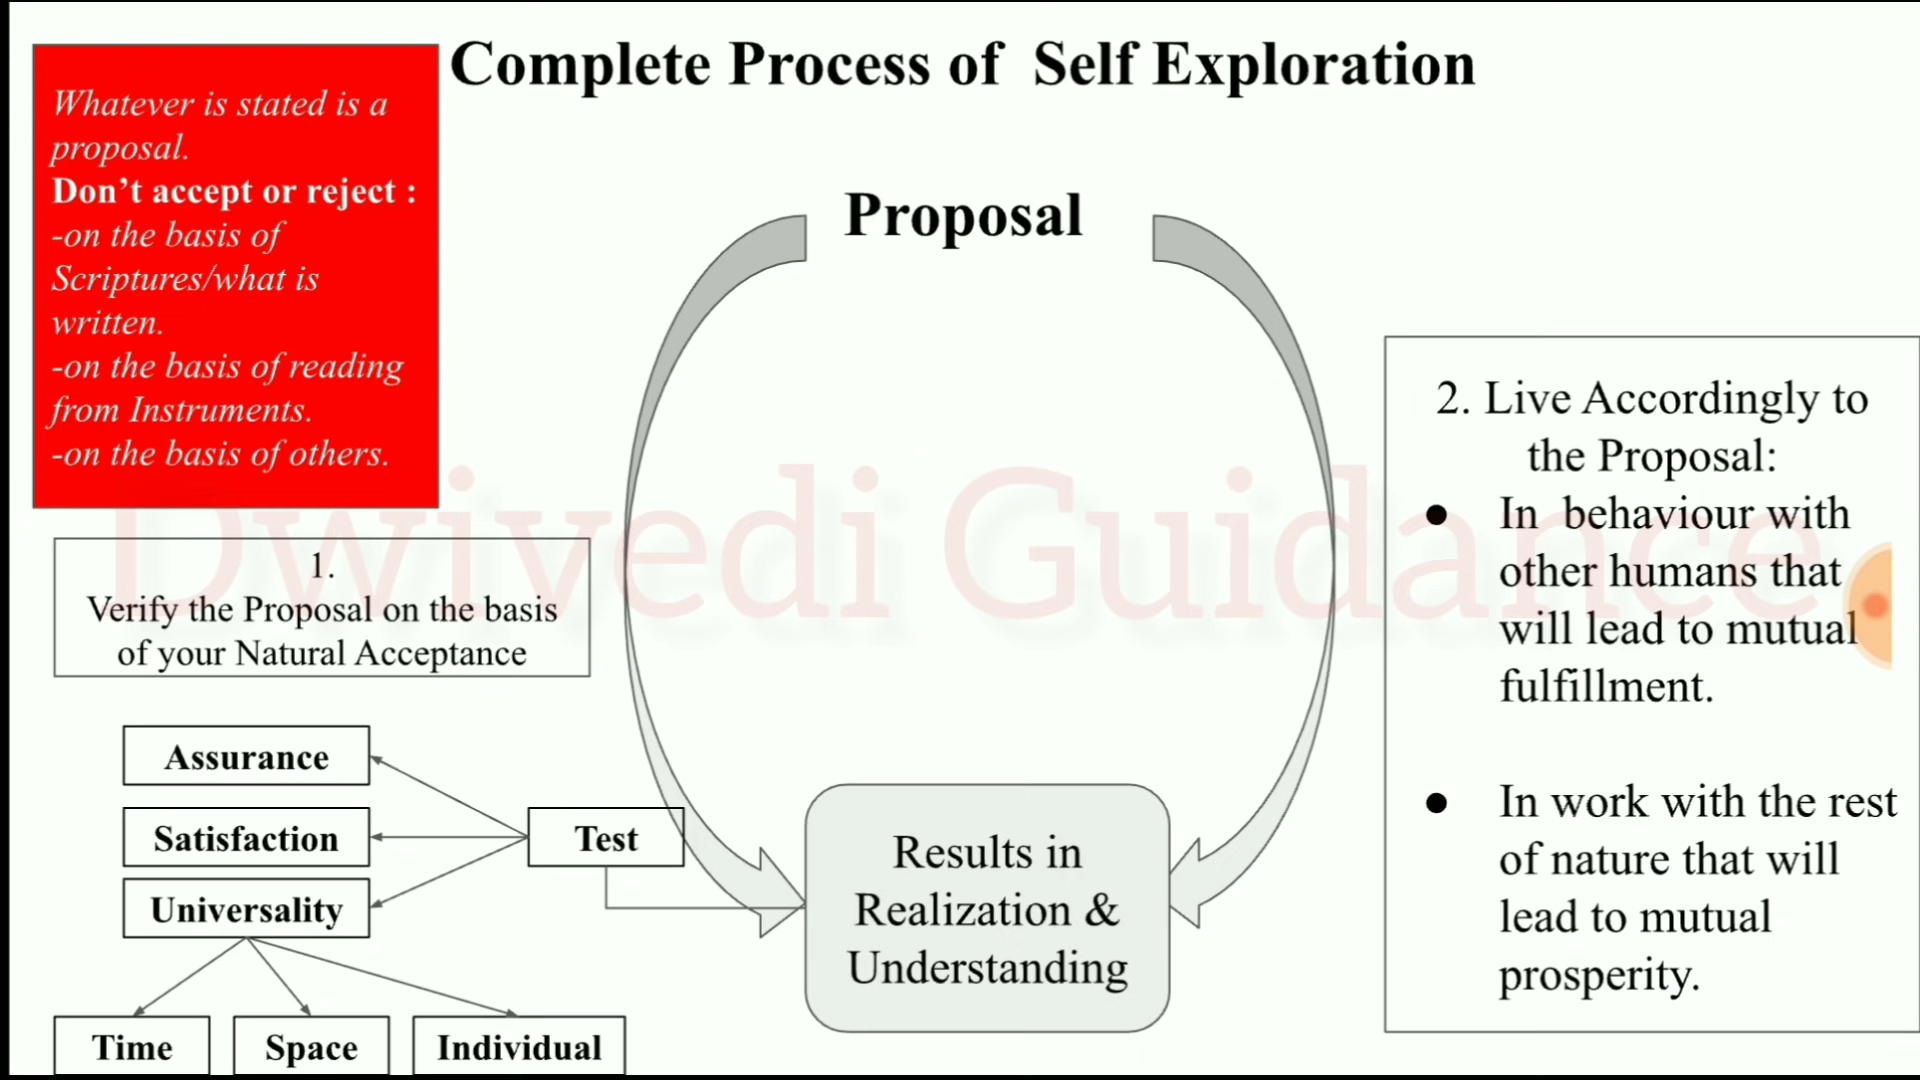 Complete Process of Self Exploration
Whatever is stated is a
proposal.
Don't accept or reject :
-on the basis of
Scriptures/what is
written.
-on the basis of reading
from Instruments.
-on the basis of others.
Proposal
1.
Verify the Proposal on the basis
of your Natural Acceptance
Assurance
Satisfaction
Universality
Test
Time
Space
Individual
Results in
Realization &
Understanding
2. Live Accordingly to
the Proposal:
● In behaviour with
other humans that
will lead to mutual
fulfillment.
● In work with the rest
of nature that will
lead to mutual
prosperity.
Dwivedi Guidance